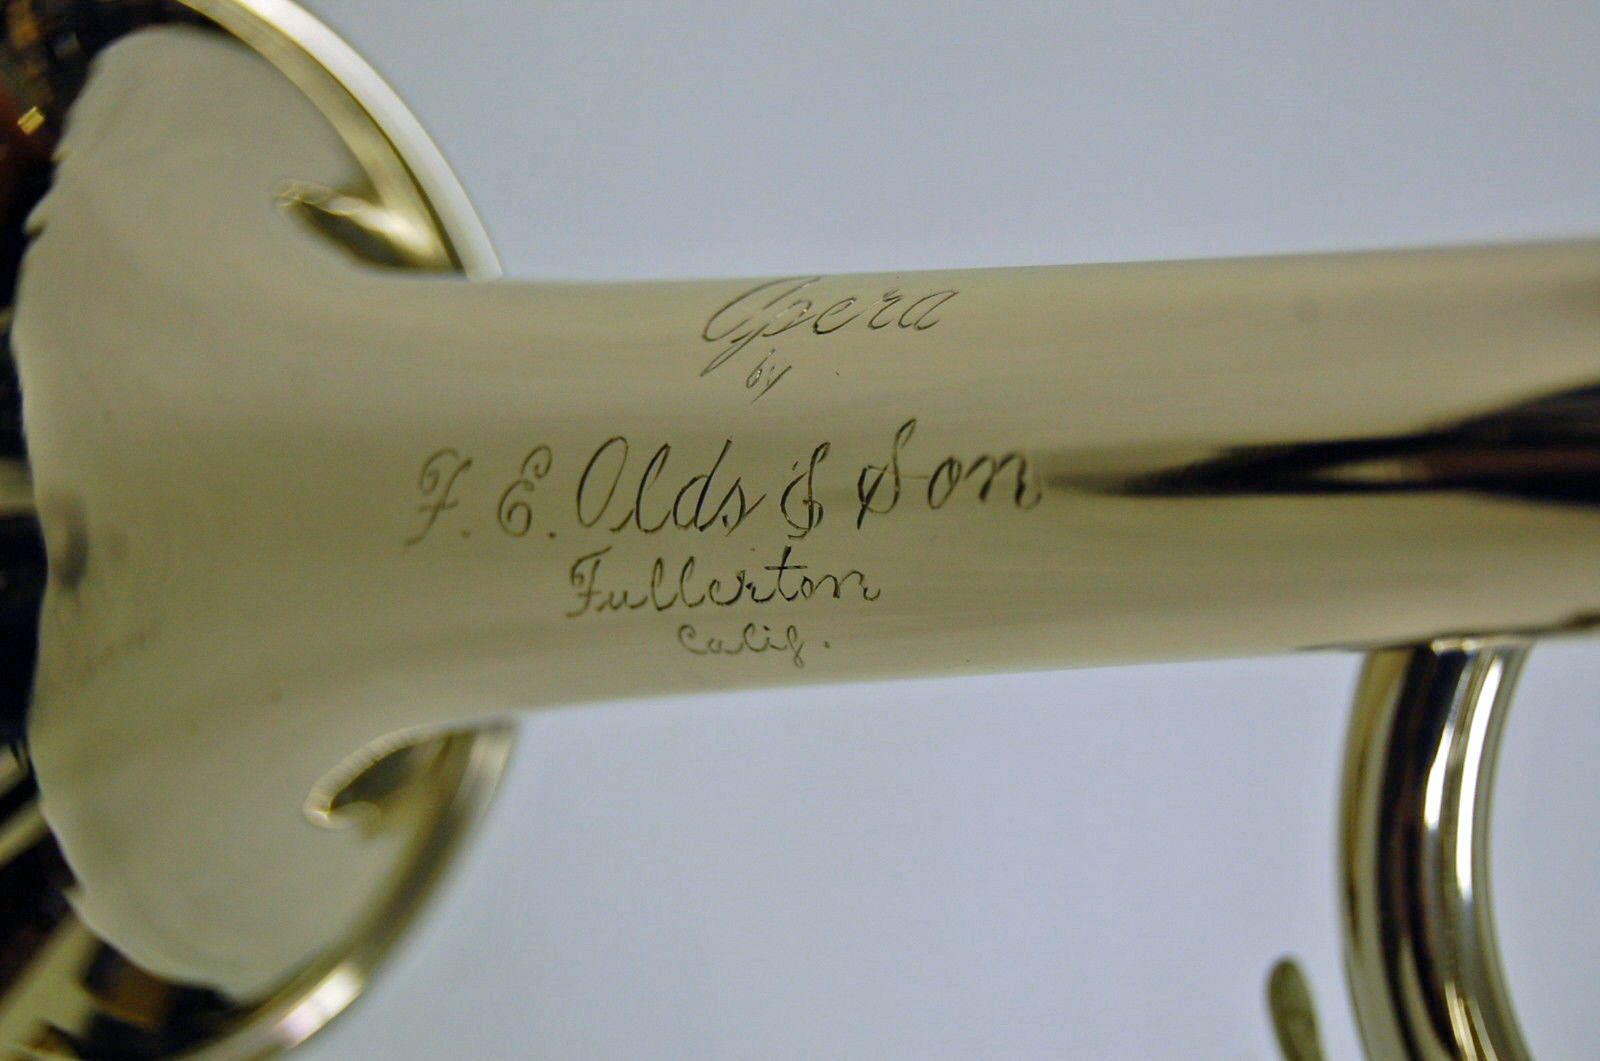 Opera
by
F. E. Olds & Son
Fullerton
Calif.